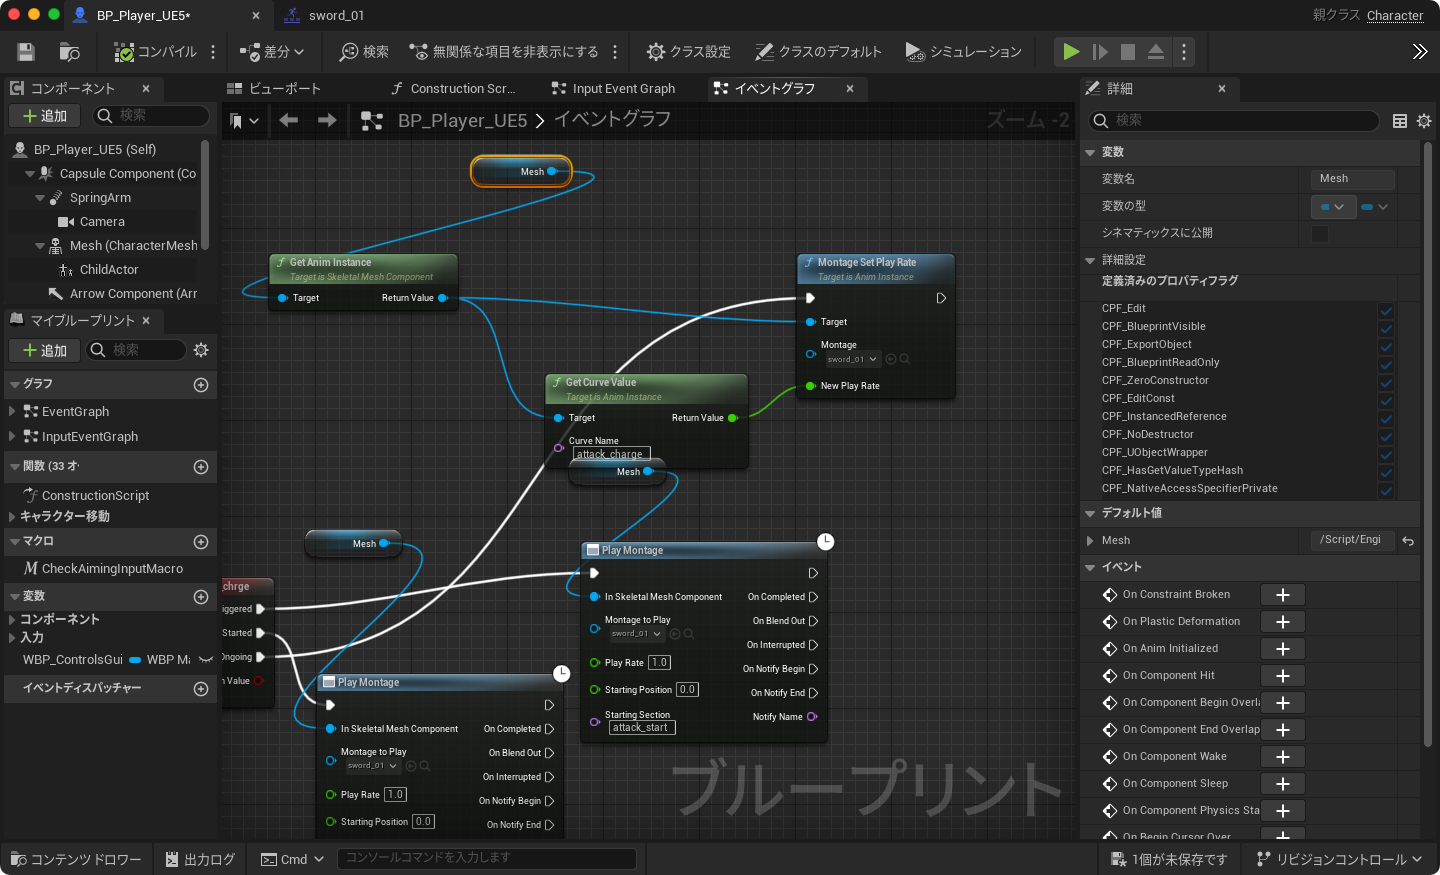 BP_Player_UE5*
sword_01
親クラス Character
コンパイル
差分
検索
無関係な項目を非表示にする
クラス設定
クラスのデフォルト
シミュレーション
コンポーネント
ビューポート
Construction Scr...
Input Event Graph
イベントグラフ
詳細
追加
検索
BP_Player_UE5 > イベントグラフ
ズーム -2
検索
BP_Player_UE5 (Self)
Capsule Component (Co
SpringArm
Camera
Mesh (CharacterMesh
ChildActor
Arrow Component (Arr
マイブループリント
追加
検索
グラフ
EventGraph
InputEventGraph
関数 (33 オ
ConstructionScript
キャラクター移動
マクロ
CheckAimingInputMacro
変数
コンポーネント
入力
WBP_ControlsGui
WBP Ma
イベントディスパッチャー
Mesh
Get Anim Instance
Target is Skeletal Mesh Component
Target
Return Value
Montage Set Play Rate
Target is Anim Instance
Target
Montage
sword_01
New Play Rate
Get Curve Value
Target is Anim Instance
Target
Return Value
Curve Name
attack_charge
Mesh
Mesh
_chrge
iggered
Started
Ongoing
n Value
Play Montage
In Skeletal Mesh Component
On Completed
Montage to Play
sword_01
On Blend Out
On Interrupted
Play Rate 1.0
On Notify Begin
Starting Position 0.0
On Notify End
Starting Section
attack_start
Notify Name
Play Montage
In Skeletal Mesh Component
On Completed
Montage to Play
sword_01
On Blend Out
On Interrupted
Play Rate 1.0
On Notify Begin
Starting Position 0.0
On Notify End
ブループリント
変数
変数名
Mesh
変数の型
シネマティックスに公開
詳細設定
定義済みのプロパティフラグ
CPF_Edit
CPF_BlueprintVisible
CPF_ExportObject
CPF_BlueprintReadOnly
CPF_ZeroConstructor
CPF_EditConst
CPF_InstancedReference
CPF_NoDestructor
CPF_UObjectWrapper
CPF_HasGetValueTypeHash
CPF_NativeAccessSpecifierPrivate
デフォルト値
Mesh
/Script/Engi
イベント
On Constraint Broken
On Plastic Deformation
On Anim Initialized
On Component Hit
On Component Begin Overla
On Component End Overlap
On Component Wake
On Component Sleep
On Component Physics Sta
On Begin Cursor Over
コンテンツドロワー
出力ログ
Cmd
コンソールコマンドを入力します
1個が未保存です
リビジョンコントロール